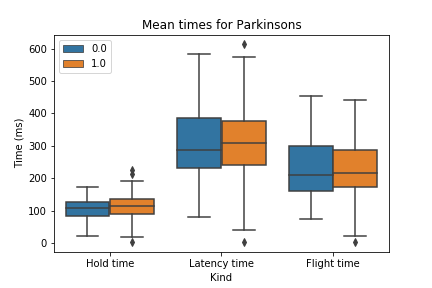 Mean times for Parkinsons
0.0
1.0
600
500
400
300
200
100
0
Time (ms)
Hold time
Latency time
Flight time
Kind